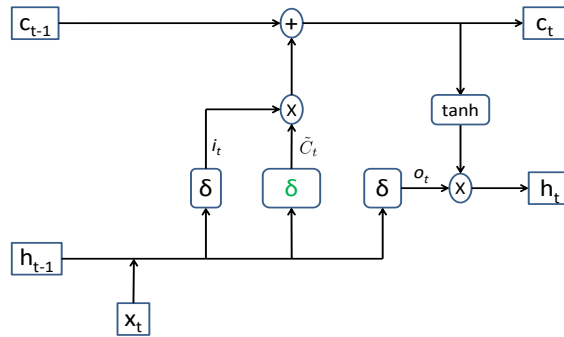 c_{t-1} + c_t
x tanh
i_t \tilde{C}_t
δ δ δ o_t x h_t
h_{t-1}
x_t